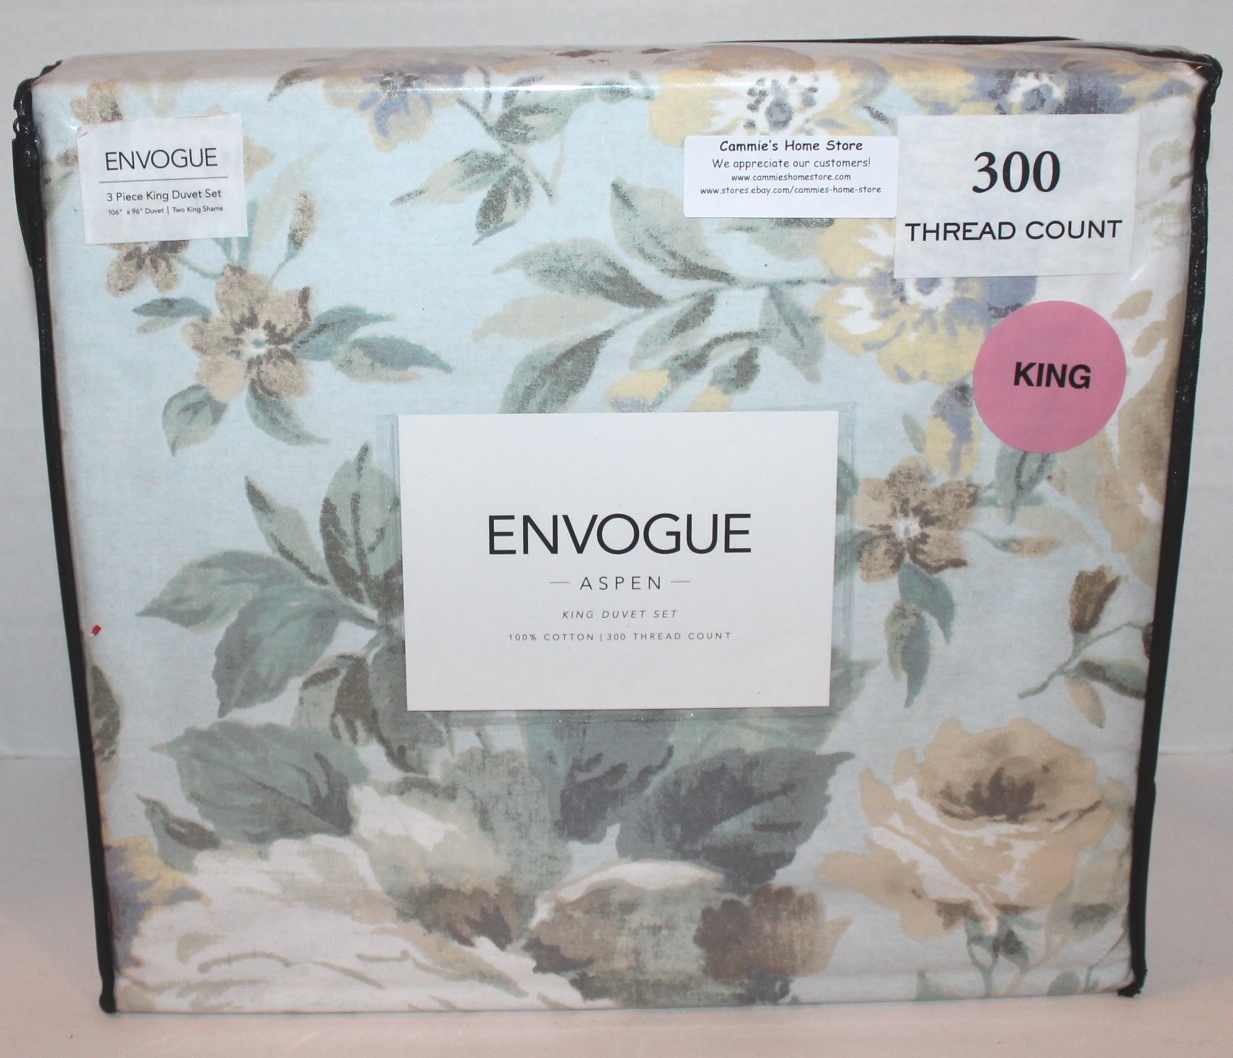 ENVOGUE
3 Piece King Duvet Set
106" x 96" Duvet | Two King Shams
Cammie's Home Store
We appreciate our customers!
www.cammieshomestore.com
www.stores.ebay.com/cammies-home-store
300
THREAD COUNT
KING
ENVOGUE
— ASPEN —
KING DUVET SET
100% COTTON | 300 THREAD COUNT